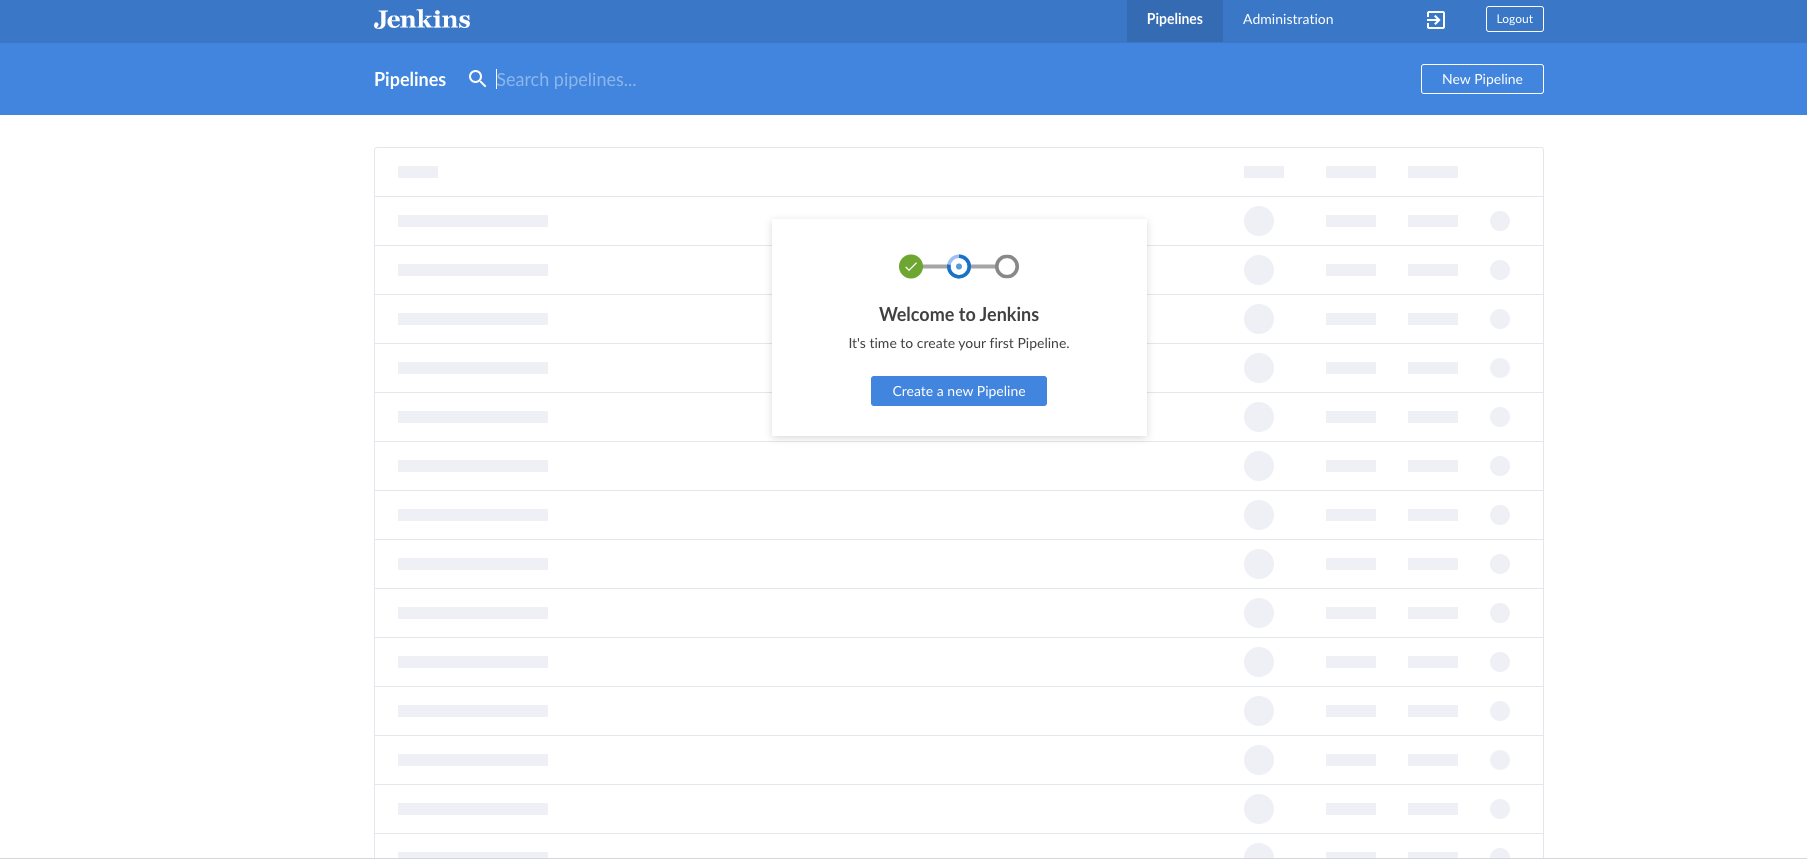 Jenkins
Pipelines
Administration
Logout
Pipelines
Search pipelines...
New Pipeline
Welcome to Jenkins
It's time to create your first Pipeline.
Create a new Pipeline